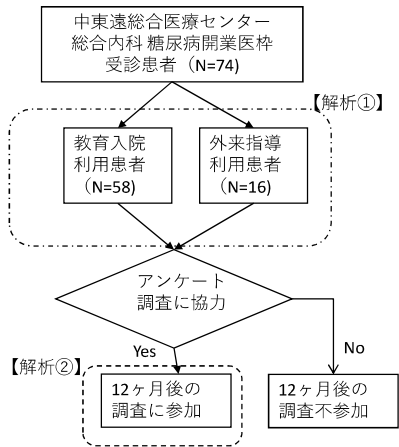 中東遠総合医療センター
総合内科 糖尿病開業医枠
受診患者（N=74）
【解析①】
教育入院
利用患者
（N=58）
外来指導
利用患者
（N=16）
アンケート
調査に協力
Yes
No
【解析②】
12ヶ月後の
調査に参加
12ヶ月後の
調査不参加